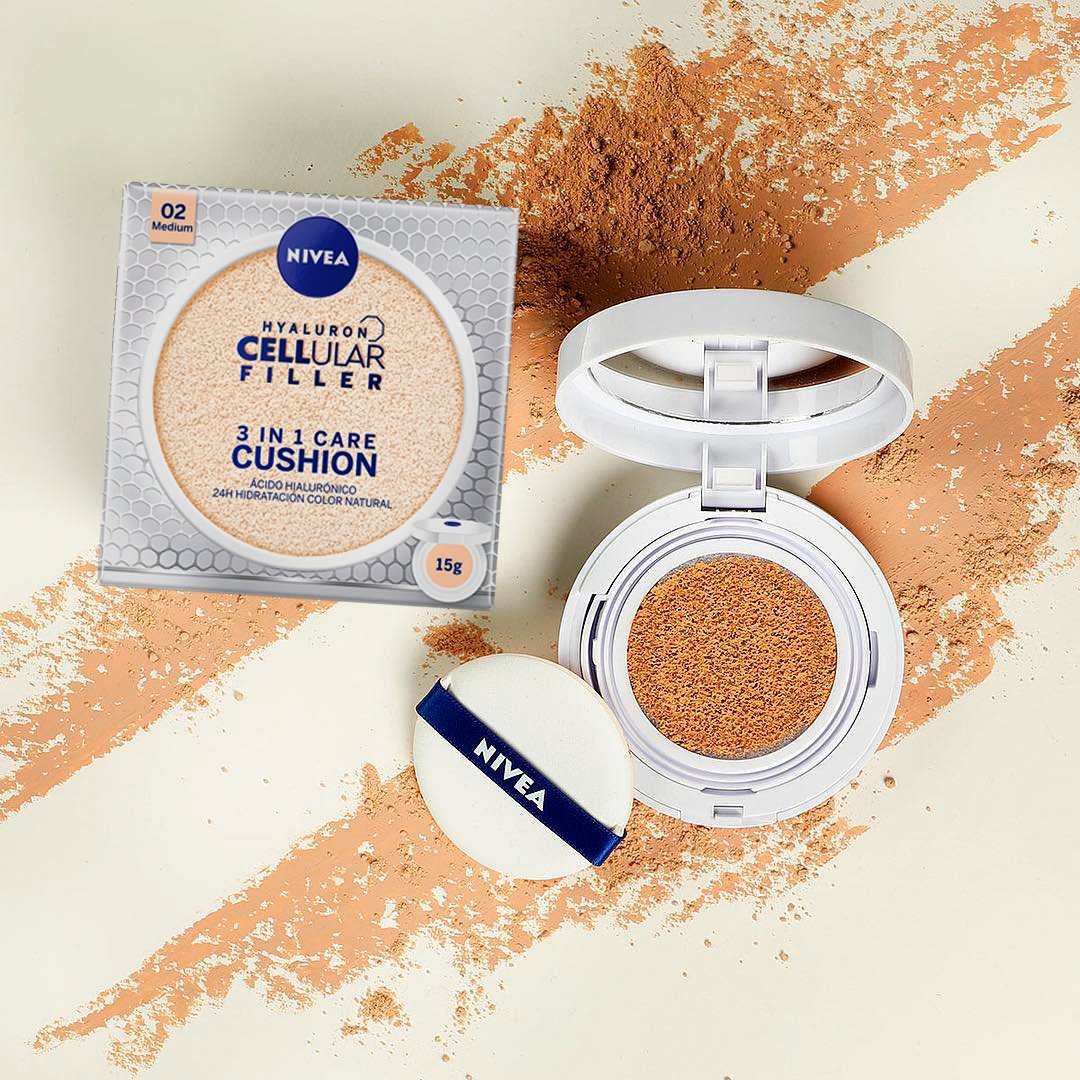 02
Medium
NIVEA
HYALURON
CELLULAR
FILLER
3 IN 1 CARE
CUSHION
ÁCIDO HIALURÓNICO
24H HIDRATACIÓN COLOR NATURAL
15g
NIVEA